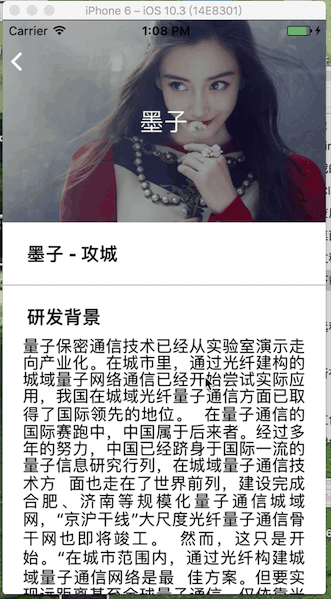 iPhone 6 – iOS 10.3 (14E8301)
Carrier 1:08 PM
墨子
墨子 - 攻城
研发背景
量子保密通信技术已经从实验室演示走
向产业化。在城市里，通过光纤建构的
城域量子网络通信已经开始尝试实际应
用，我国在城域光纤量子通信方面已取
得了国际领先的地位。 在量子通信的
国际赛跑中，中国属于后来者。经过多
年的努力，中国已经跻身于国际一流的
量子信息研究行列，在城域量子通信技
术方 面也走在了世界前列，建设完成
合肥、济南等规模化量子通信城域
网，“京沪干线”大尺度光纤量子通信骨
干网也即将竣工。 然而，这只是开
始。“在城市范围内，通过光纤构建城
域量子通信网络是最 佳方案。但要实
现远距离甚至全球量子通信，仅依靠光